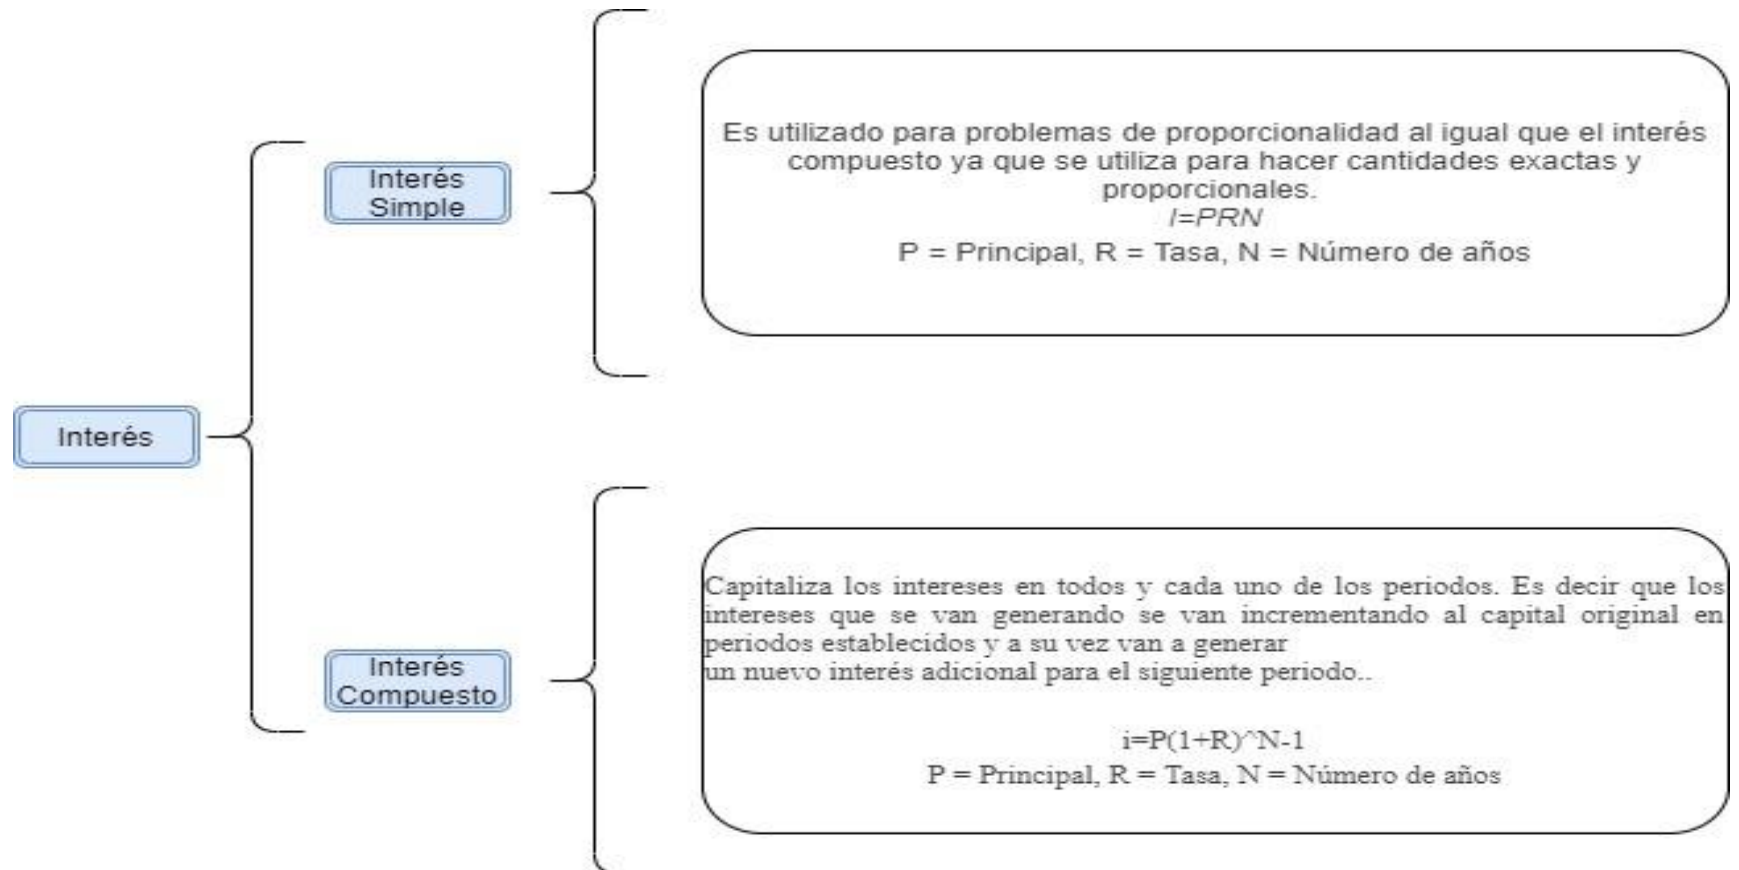 Interés
Interés
Simple
Es utilizado para problemas de proporcionalidad al igual que el interés
compuesto ya que se utiliza para hacer cantidades exactas y
proporcionales.
I=PRN
P = Principal, R = Tasa, N = Número de años
Interés
Compuesto
Capitaliza los intereses en todos y cada uno de los periodos. Es decir que los
intereses que se van generando se van incrementando al capital original en
periodos establecidos y a su vez van a generar
un nuevo interés adicional para el siguiente periodo..
i=P(1+R)^N-1
P = Principal, R = Tasa, N = Número de años